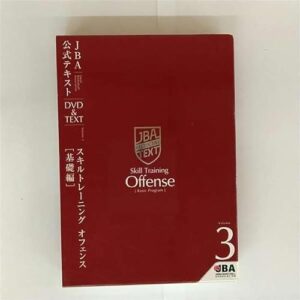 JBA
公式テキスト
DVD
&TEXT
スキルトレーニング オフェンス
[基礎編]
JBA
TEXT
Skill Training
Offense
[Basic Program]
3
JBA